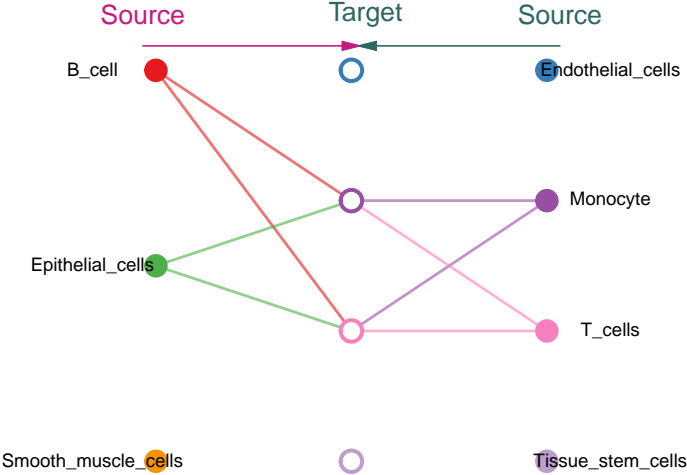 Source Target Source
B_cell Endothelial_cells
Monocyte
Epithelial_cells
T_cells
Smooth_muscle_cells Tissue_stem_cells